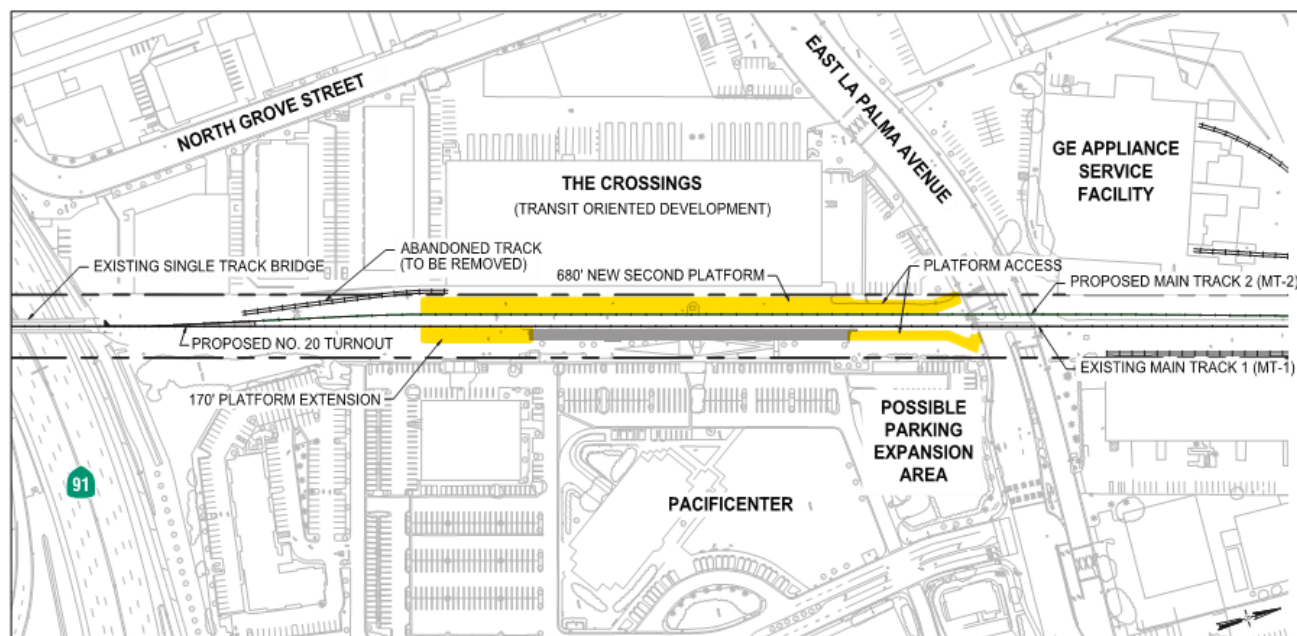 NORTH GROVE STREET
EAST LA PALMA AVENUE
GE APPLIANCE
SERVICE
FACILITY
THE CROSSINGS
(TRANSIT ORIENTED DEVELOPMENT)
ABANDONED TRACK
(TO BE REMOVED)
EXISTING SINGLE TRACK BRIDGE
680' NEW SECOND PLATFORM
PLATFORM ACCESS
PROPOSED MAIN TRACK 2 (MT-2)
PROPOSED NO. 20 TURNOUT
EXISTING MAIN TRACK 1 (MT-1)
170' PLATFORM EXTENSION
POSSIBLE
PARKING
EXPANSION
AREA
91
PACIFICENTER